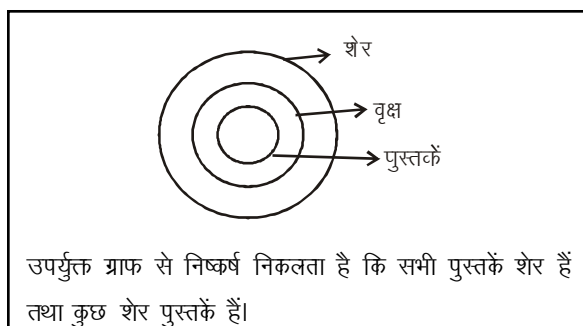 शेर
वृक्ष
पुस्तकें
उपर्युक्त ग्राफ से निष्कर्ष निकलता है कि सभी पुस्तकें शेर हैं
तथा कुछ शेर पुस्तकें हैं।